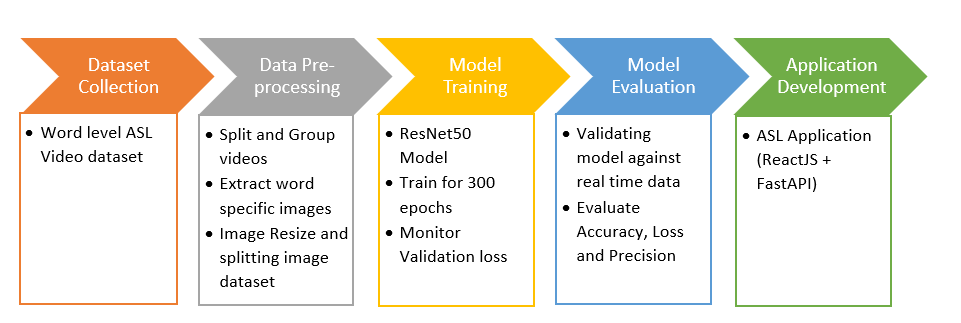 Dataset
Collection
• Word level ASL
Video dataset
Data Pre-
processing
• Split and Group
videos
• Extract word
specific images
• Image Resize and
splitting image
dataset
Model
Training
• ResNet50
Model
• Train for 300
epochs
• Monitor
Validation loss
Model
Evaluation
• Validating
model against
real time data
• Evaluate
Accuracy, Loss
and Precision
Application
Development
• ASL Application
(ReactJS +
FastAPI)